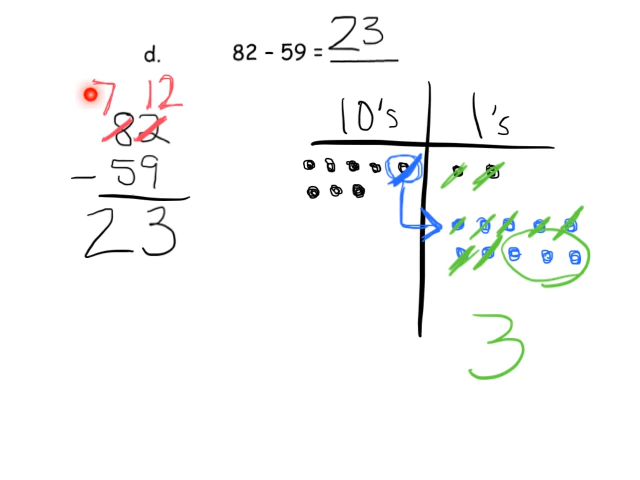 d. 82 - 59 = 23
7 12
82
- 59
23
10's 1's
3